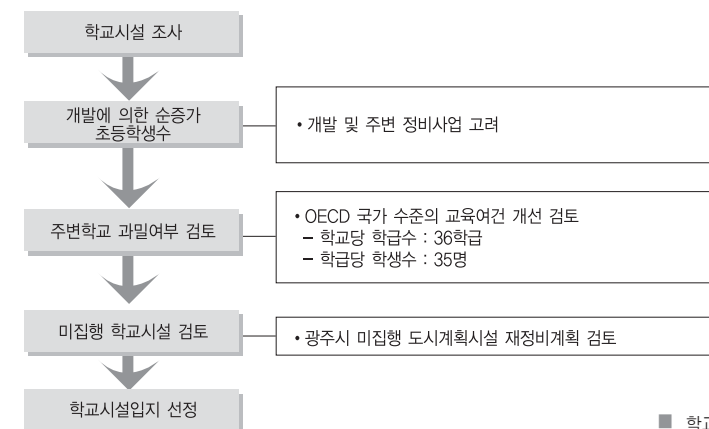 학교시설 조사
개발에 의한 순증가
초등학생수
• 개발 및 주변 정비사업 고려
주변학교 과밀여부 검토
• OECD 국가 수준의 교육여건 개선 검토
– 학교당 학급수 : 36학급
– 학급당 학생수 : 35명
미집행 학교시설 검토
• 광주시 미집행 도시계획시설 재정비계획 검토
학교시설입지 선정
■ 학교